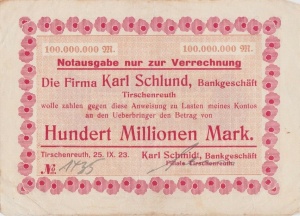 100.000.000 M. 100.000.000 M.
Notausgabe nur zur Verrechnung
Die Firma Karl Schlund, Bankgeschäft
Tirschenreuth
wolle zahlen gegen diese Anweisung zu Lasten meines Kontos
an den Ueberbringer den Betrag von
Hundert Millionen Mark.
Tirschenreuth, 25. IX. 23. Karl Schmidt, Bankgeschäft
Filiale Tirschenreuth.
№